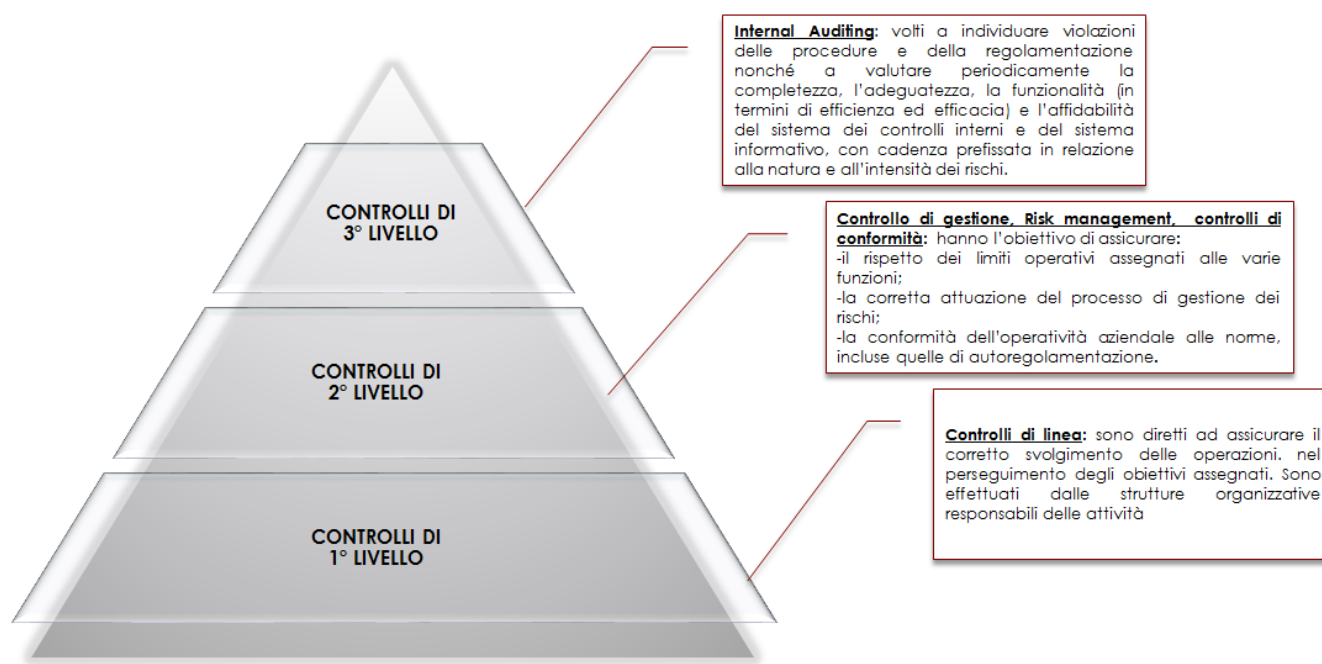 Internal Auditing: volti a individuare violazioni
delle procedure e della regolamentazione
nonché a valutare periodicamente la
completezza, l'adeguatezza, la funzionalità (in
termini di efficienza ed efficacia) e l'affidabilità
del sistema dei controlli interni e del sistema
informativo, con cadenza prefissata in relazione
alla natura e all'intensità dei rischi.
CONTROLLI DI
3° LIVELLO
Controllo di gestione, Risk management, controlli di
conformità: hanno l'obiettivo di assicurare:
-il rispetto dei limiti operativi assegnati alle varie
funzioni;
-la corretta attuazione del processo di gestione dei
rischi;
-la conformità dell'operatività aziendale alle norme,
incluse quelle di autoregolamentazione.
CONTROLLI DI
2° LIVELLO
Controlli di linea: sono diretti ad assicurare il
corretto svolgimento delle operazioni. nel
perseguimento degli obiettivi assegnati. Sono
effettuati dalle strutture organizzative
responsabili delle attività
CONTROLLI DI
1° LIVELLO